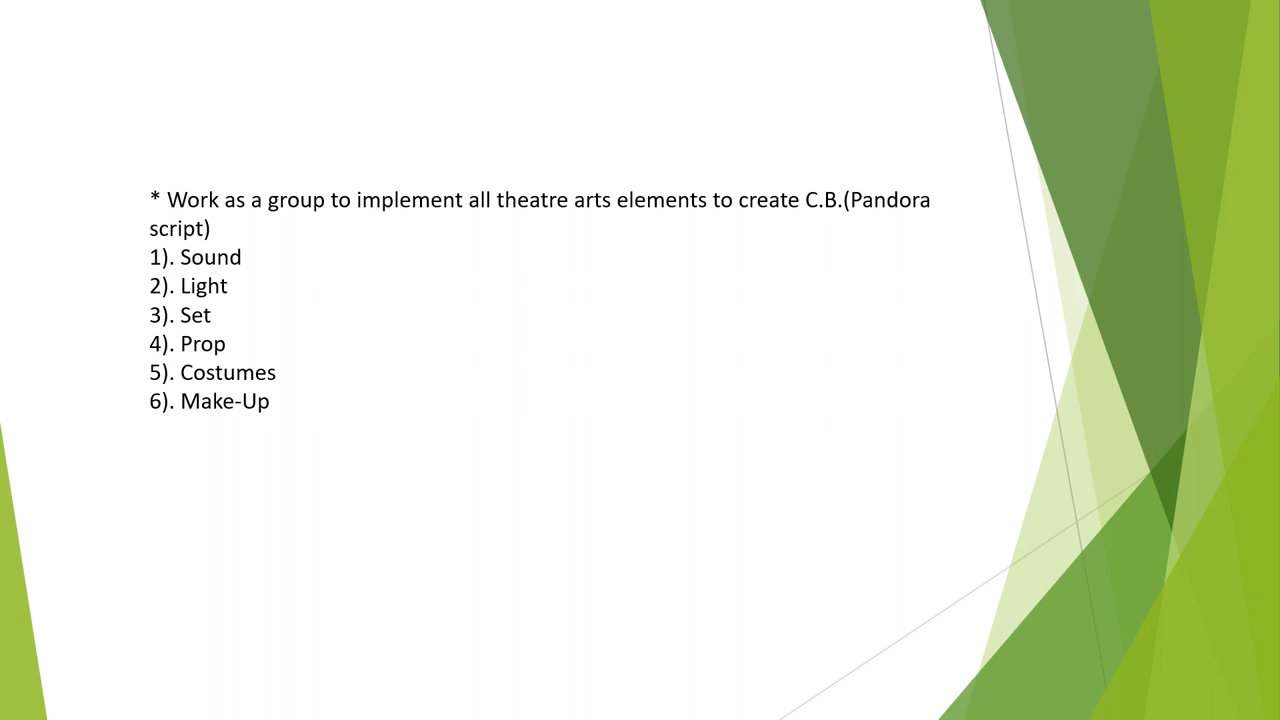 * Work as a group to implement all theatre arts elements to create C.B.(Pandora
script)
1). Sound
2). Light
3). Set
4). Prop
5). Costumes
6). Make-Up